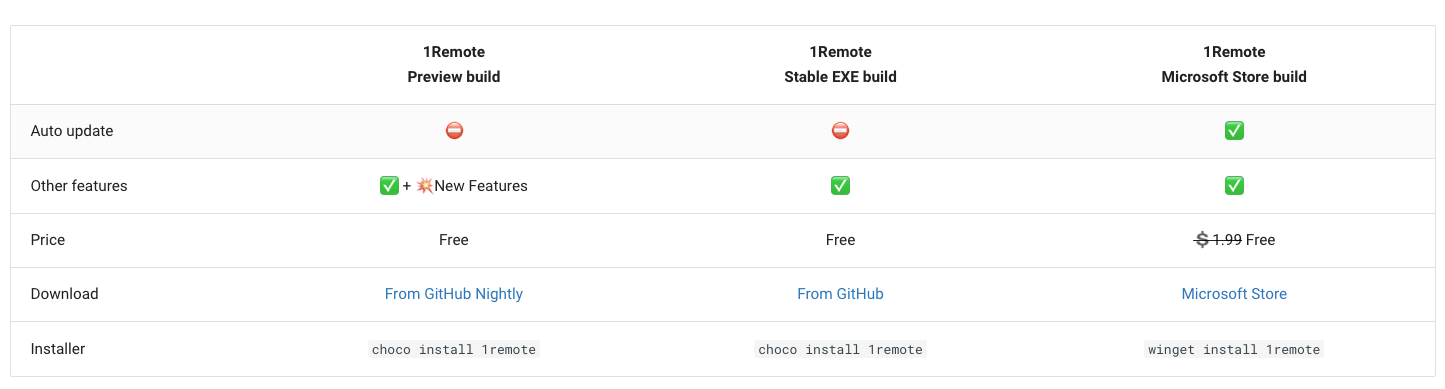 1Remote 1Remote 1Remote
Preview build Stable EXE build Microsoft Store build
Auto update ⛔ ⛔ ✅
Other features ✅ + 💥New Features ✅ ✅
Price Free Free 💲1.99 Free
Download From GitHub Nightly From GitHub Microsoft Store
Installer choco install 1remote choco install 1remote winget install 1remote